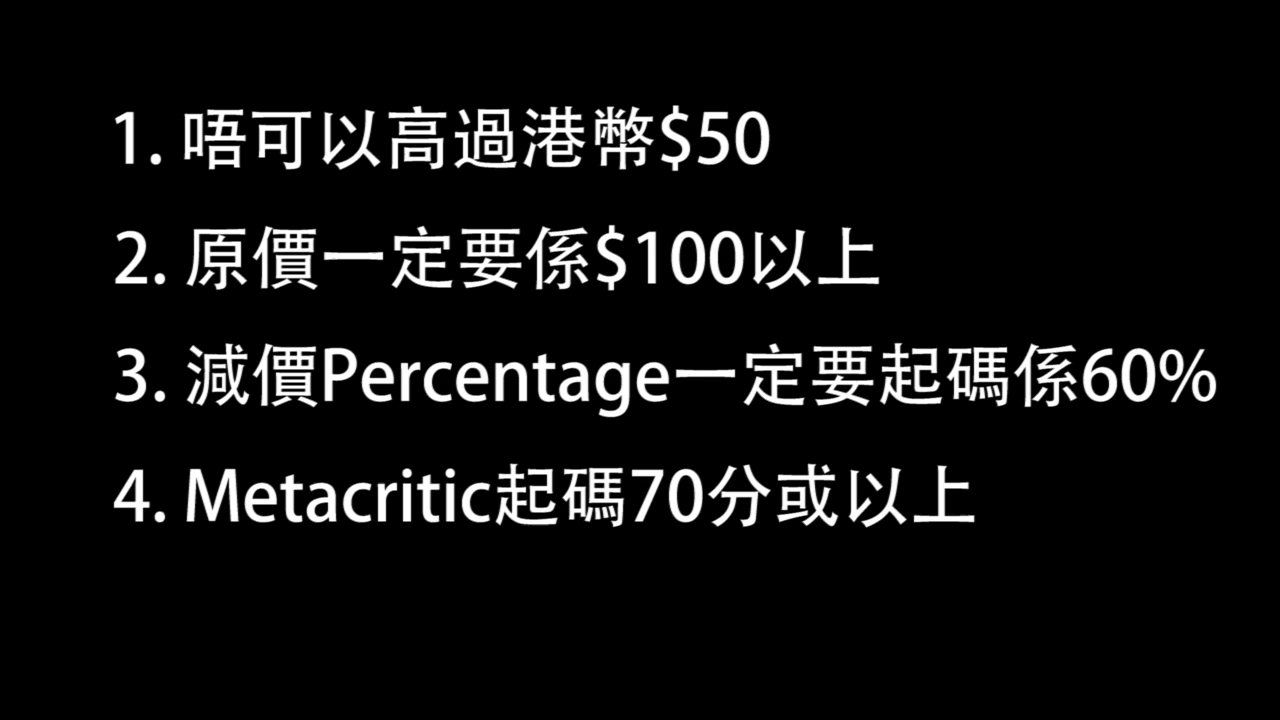 1. 唔可以高過港幣$50
2. 原價一定要係$100以上
3. 減價Percentage一定要起碼係60%
4. Metacritic起碼70分或以上